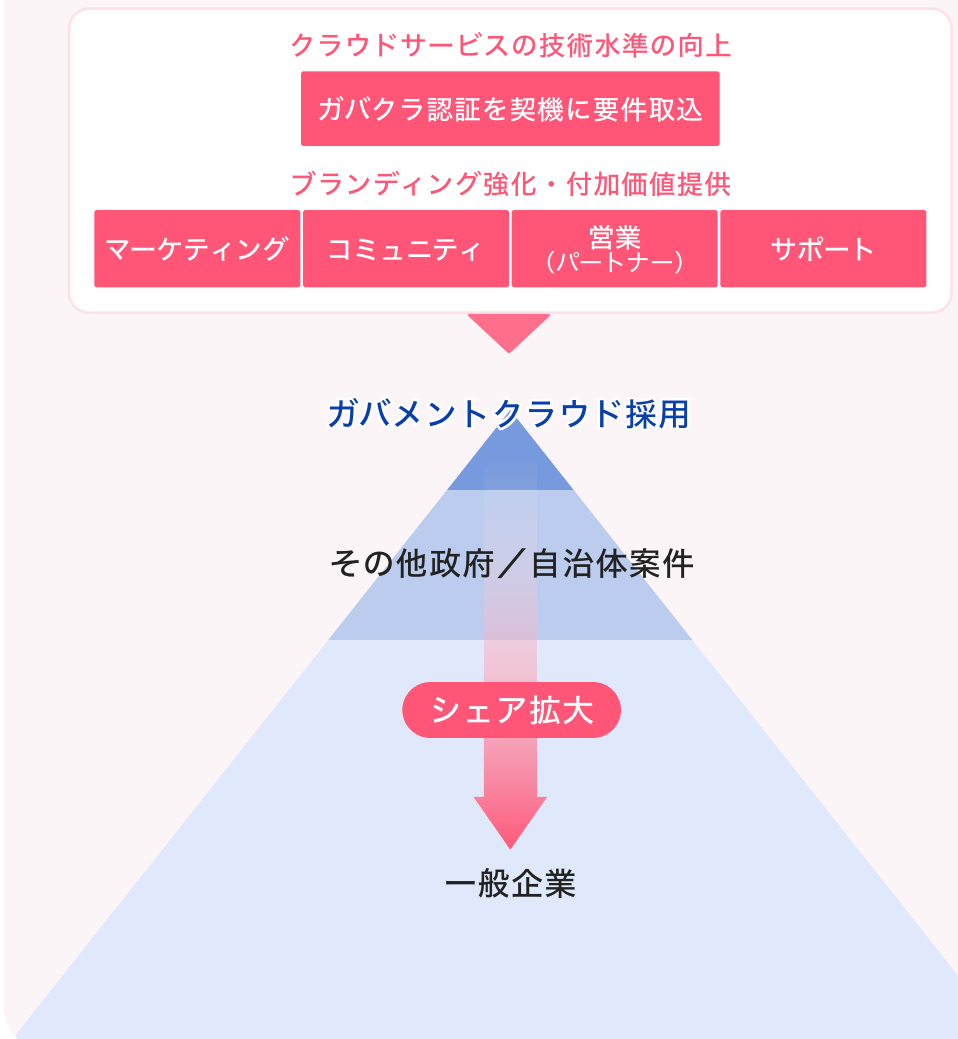 クラウドサービスの技術水準の向上
ガバクラ認証を契機に要件取込
ブランディング強化・付加価値提供
マーケティング
コミュニティ
営業
（パートナー）
サポート
ガバメントクラウド採用
その他政府／自治体案件
シェア拡大
一般企業